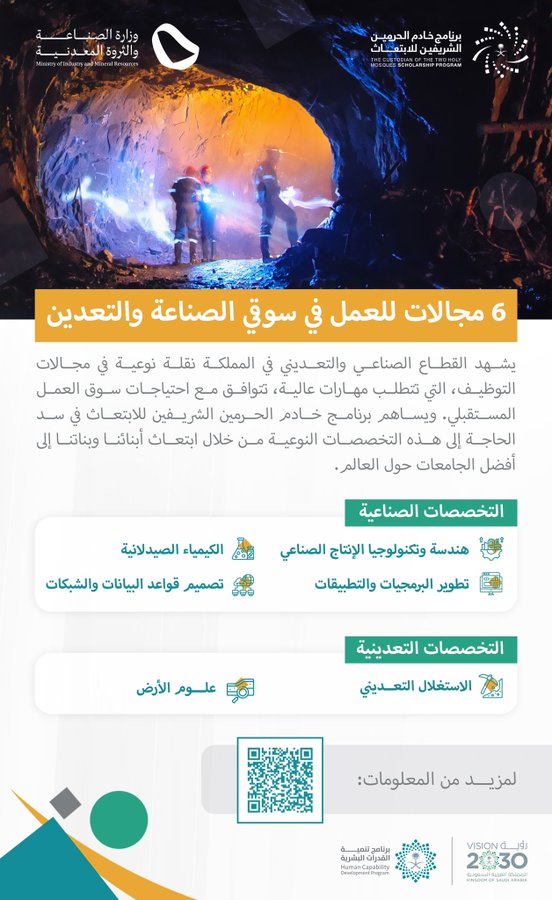 برنامج خادم الحرمين
الشريفين للابتعاث
THE CUSTODIAN OF THE TWO HOLY
MOSQUES SCHOLARSHIP PROGRAM
وزارة الصناعة
والثروة المعدنية
Ministry of Industry and Mineral Resources
6 مجالات للعمل في سوقي الصناعة والتعدين
يشهد القطاع الصناعي والتعديني في المملكة نقلة نوعية في مجالات
التوظيف، التي تتطلب مهارات عالية، تتوافق مع احتياجات سوق العمل
المستقبلي. ويساهم برنامج خادم الحرمين الشريفين للابتعاث في سد
الحاجة إلى هذه التخصصات النوعية من خلال ابتعاث أبنائنا وبناتنا إلى
أفضل الجامعات حول العالم.
التخصصات الصناعية
هندسة وتكنولوجيا الإنتاج الصناعي
الكيمياء الصيدلانية
تطوير البرمجيات والتطبيقات
تصميم قواعد البيانات والشبكات
التخصصات التعدينية
الاستغلال التعديني
علوم الأرض
لمزيد من المعلومات:
رؤية VISION
2030
المملكة العربية السعودية
KINGDOM OF SAUDI ARABIA
برنامج تنمية
القدرات البشرية
Human Capability
Development Program